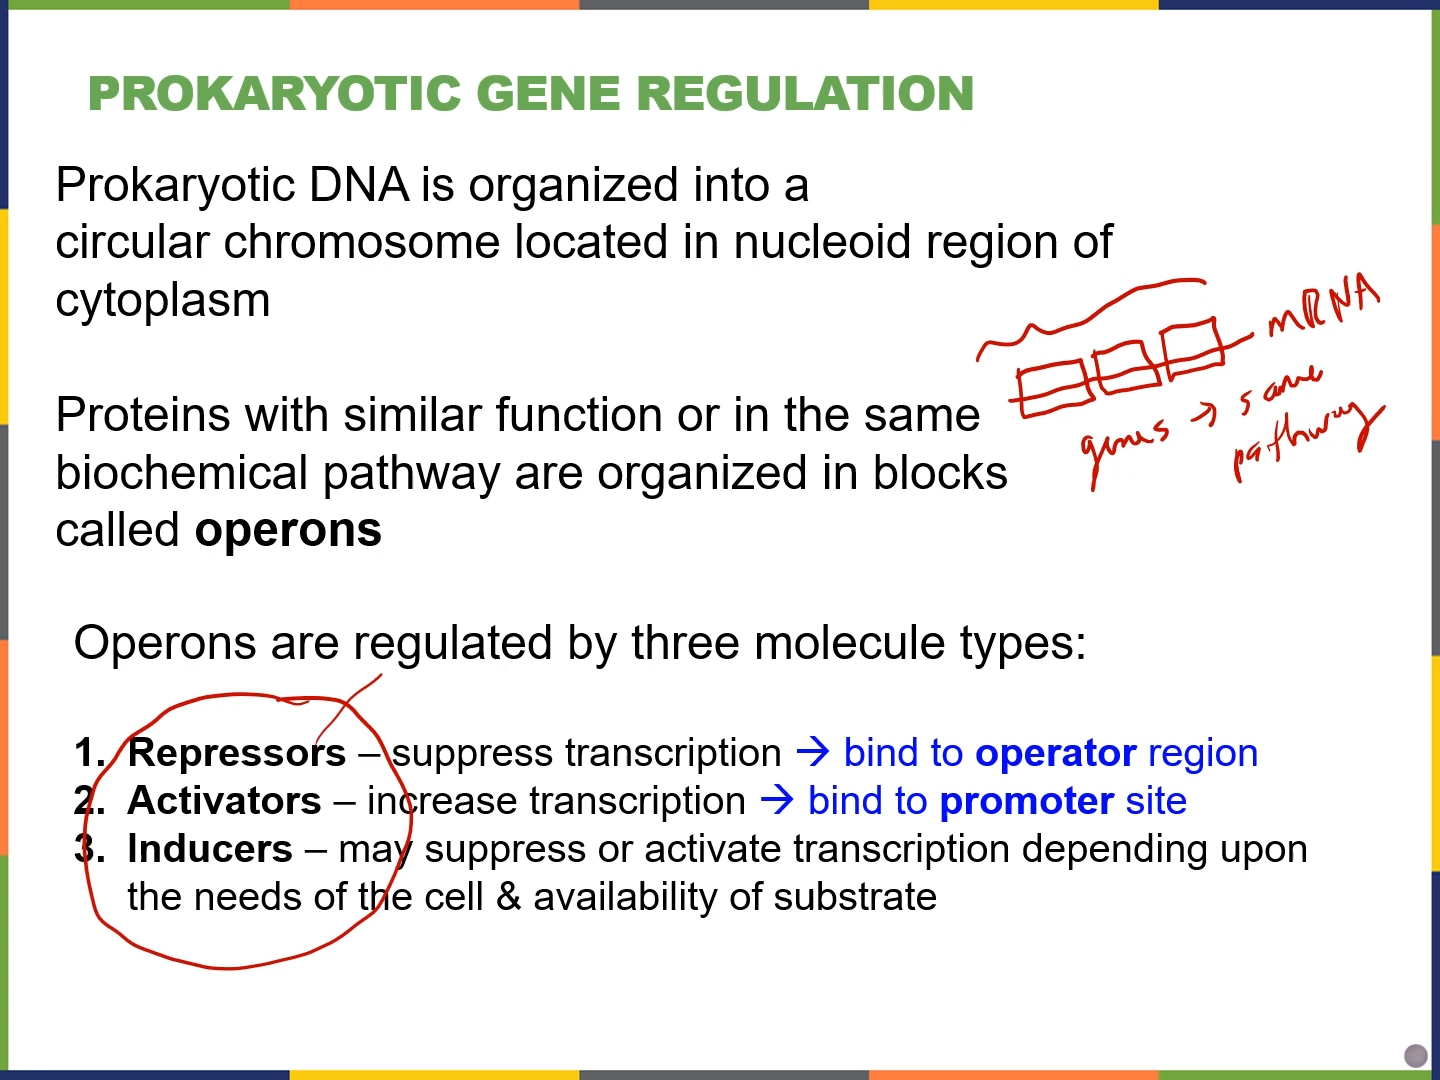 PROKARYOTIC GENE REGULATION
Prokaryotic DNA is organized into a
circular chromosome located in nucleoid region of
cytoplasm
mRNA
genes → same
pathway
Proteins with similar function or in the same
biochemical pathway are organized in blocks
called operons
Operons are regulated by three molecule types:
1. Repressors – suppress transcription → bind to operator region
2. Activators – increase transcription → bind to promoter site
3. Inducers – may suppress or activate transcription depending upon
the needs of the cell & availability of substrate